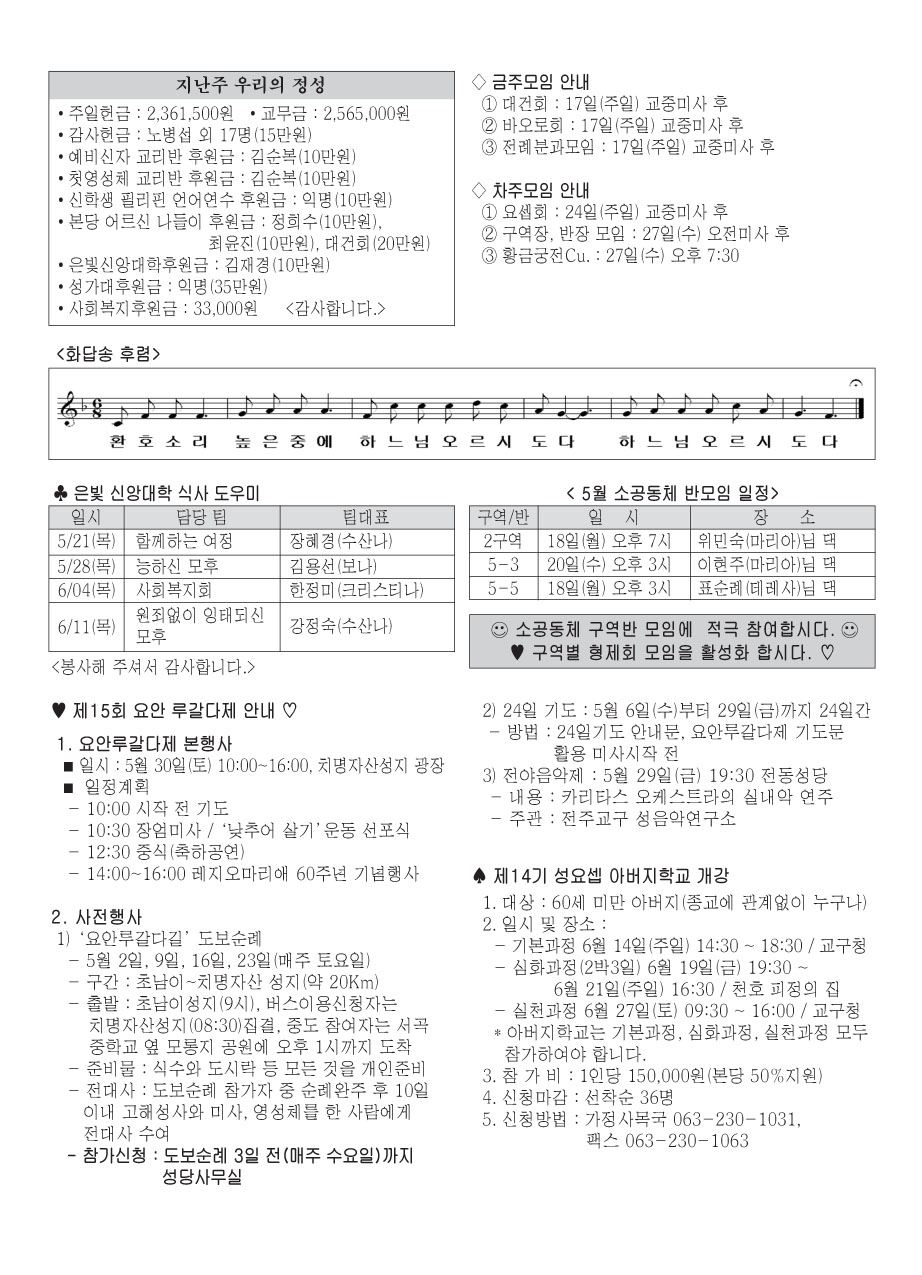 지난주 우리의 정성
• 주일헌금 : 2,361,500원 • 교무금 : 2,565,000원
• 감사헌금 : 노병섭 외 17명(15만원)
• 예비신자 교리반 후원금 : 김순복(10만원)
• 첫영성체 교리반 후원금 : 김순복(10만원)
• 신학생 필리핀 언어연수 후원금 : 익명(10만원)
• 본당 어르신 나들이 후원금 : 정희수(10만원),
최윤진(10만원), 대건회(20만원)
• 은빛신앙대학후원금 : 김재경(10만원)
• 성가대후원금 : 익명(35만원)
• 사회복지후원금 : 33,000원 <감사합니다.>
◇ 금주모임 안내
① 대건회 : 17일(주일) 교중미사 후
② 바오로회 : 17일(주일) 교중미사 후
③ 전례분과모임 : 17일(주일) 교중미사 후
◇ 차주모임 안내
① 요셉회 : 24일(주일) 교중미사 후
② 구역장, 반장 모임 : 27일(수) 오전미사 후
③ 황금궁전Cu. : 27일(수) 오후 7:30
<화답송 후렴>
환 호 소 리 높 은 중 에 하 느 님 오 르 시 도 다 하 느 님 오 르 시 도 다
♣ 은빛 신앙대학 식사 도우미
일시 담당 팀 팀대표
5/21(목) 함께하는 여정 장혜경(수산나)
5/28(목) 능하신 모후 김용선(보나)
6/04(목) 사회복지회 한정미(크리스티나)
6/11(목) 원죄없이 잉태되신 모후 강정숙(수산나)
<봉사해 주셔서 감사합니다.>
< 5월 소공동체 반모임 일정>
구역/반 일 시 장 소
2구역 18일(월) 오후 7시 위민숙(마리아)님 댁
5-3 20일(수) 오후 3시 이현주(마리아)님 댁
5-5 18일(월) 오후 3시 표순례(데레사)님 댁
☺ 소공동체 구역반 모임에 적극 참여합시다. ☺
♥ 구역별 형제회 모임을 활성화 합시다. ♡
♥ 제15회 요안 루갈다제 안내 ♡
1. 요안루갈다제 본행사
■ 일시 : 5월 30일(토) 10:00~16:00, 치명자산성지 광장
■ 일정계획
- 10:00 시작 전 기도
- 10:30 장엄미사 / ‘낮추어 살기’운동 선포식
- 12:30 중식(축하공연)
- 14:00~16:00 레지오마리애 60주년 기념행사
2. 사전행사
1) ‘요안루갈다길’ 도보순례
- 5월 2일, 9일, 16일, 23일(매주 토요일)
- 구간 : 초남이~치명자산 성지(약 20Km)
- 출발 : 초남이성지(9시), 버스이용신청자는
치명자산성지(08:30)집결, 중도 참여자는 서곡
중학교 옆 모롱지 공원에 오후 1시까지 도착
- 준비물 : 식수와 도시락 등 모든 것을 개인준비
- 전대사 : 도보순례 참가자 중 순례완주 후 10일
이내 고해성사와 미사, 영성체를 한 사람에게
전대사 수여
- 참가신청 : 도보순례 3일 전(매주 수요일)까지
성당사무실
2) 24일 기도 : 5월 6일(수)부터 29일(금)까지 24일간
- 방법 : 24일기도 안내문, 요안루갈다제 기도문
활용 미사시작 전
3) 전야음악제 : 5월 29일(금) 19:30 전동성당
- 내용 : 카리타스 오케스트라의 실내악 연주
- 주관 : 전주교구 성음악연구소
♠ 제14기 성요셉 아버지학교 개강
1. 대상 : 60세 미만 아버지(종교에 관계없이 누구나)
2. 일시 및 장소 :
- 기본과정 6월 14일(주일) 14:30 ~ 18:30 / 교구청
- 심화과정(2박3일) 6월 19일(금) 19:30 ~
6월 21일(주일) 16:30 / 천호 피정의 집
- 실천과정 6월 27일(토) 09:30 ~ 16:00 / 교구청
* 아버지학교는 기본과정, 심화과정, 실천과정 모두
참가하여야 합니다.
3. 참 가 비 : 1인당 150,000원(본당 50%지원)
4. 신청마감 : 선착순 36명
5. 신청방법 : 가정사목국 063-230-1031,
팩스 063-230-1063